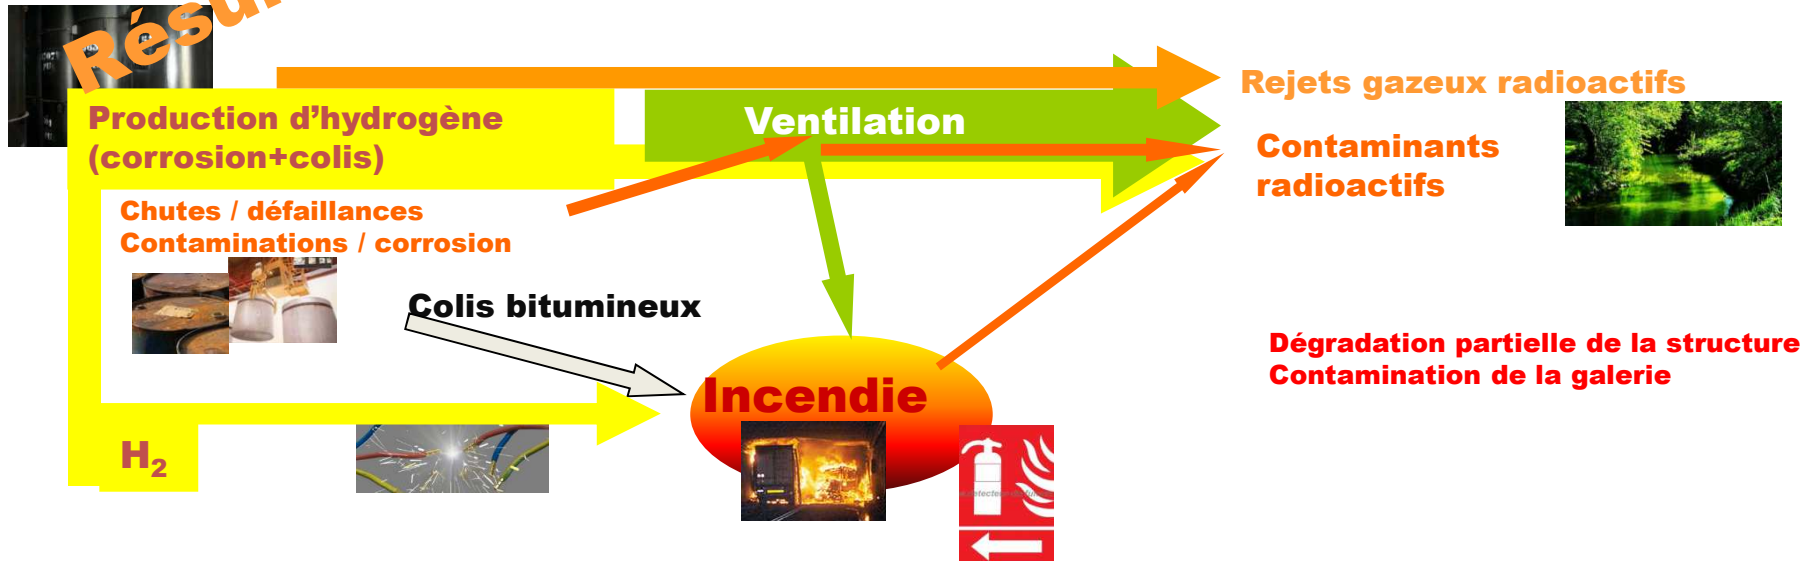 Rejets gazeux radioactifs
Production d’hydrogène
(corrosion+colis)
Ventilation
Contaminants
radioactifs
Chutes / défaillances
Contaminations / corrosion
Colis bitumineux
Dégradation partielle de la structure
Contamination de la galerie
Incendie
H₂